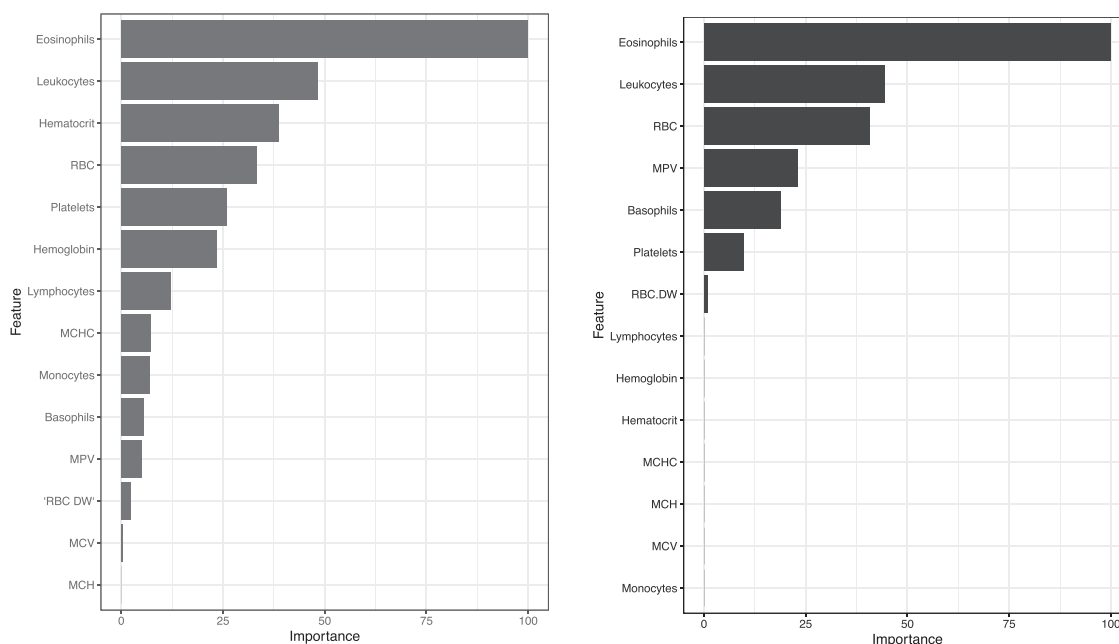 Feature
Eosinophils
Leukocytes
Hematocrit
RBC
Platelets
Hemoglobin
Lymphocytes
MCHC
Monocytes
Basophils
MPV
'RBC DW'
MCV
MCH
0 25 50 75 100
Importance
Feature
Eosinophils
Leukocytes
RBC
MPV
Basophils
Platelets
RBC.DW
Lymphocytes
Hemoglobin
Hematocrit
MCHC
MCH
MCV
Monocytes
0 25 50 75 100
Importance